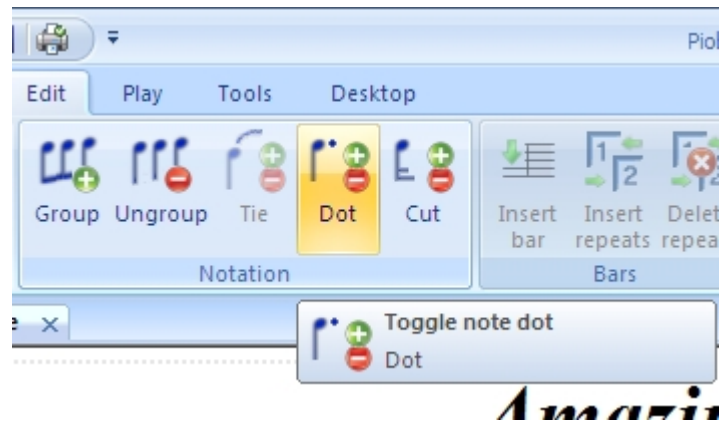 Edit Play Tools Desktop
Group Ungroup Tie Dot Cut Insert bar Insert repeats
Notation Bars
Toggle note dot
Dot